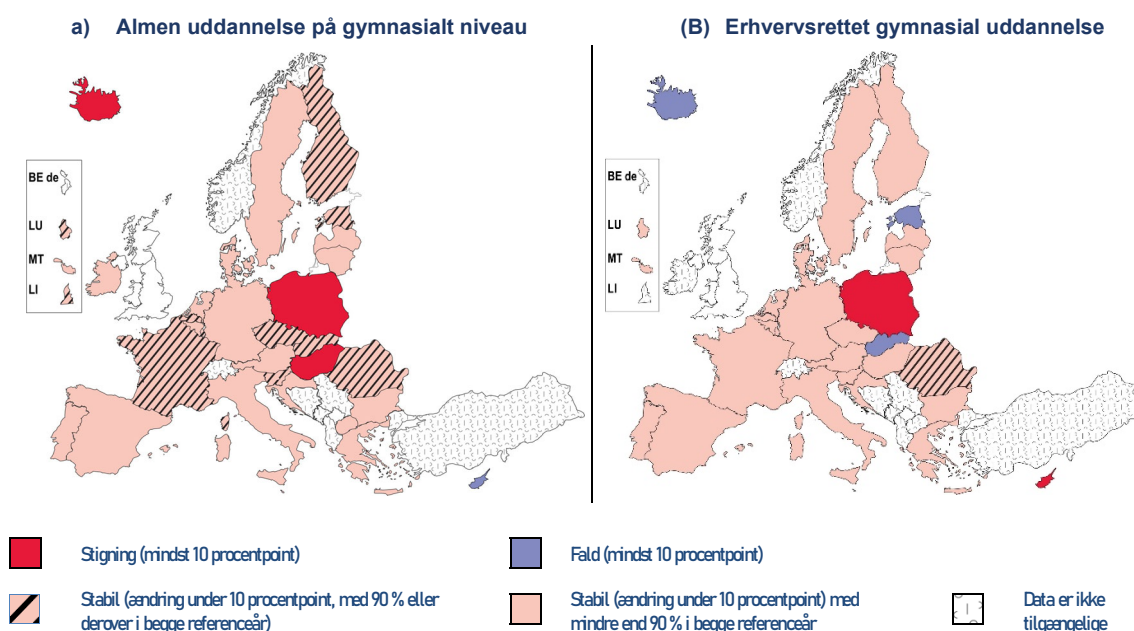 a) Almen uddannelse på gymnasialt niveau
(B) Erhvervsrettet gymnasial uddannelse
BE de
LU
MT
LI
BE de
LU
MT
LI
Stigning (mindst 10 procentpoint)
Fald (mindst 10 procentpoint)
Stabil (ændring under 10 procentpoint, med 90 % eller
derover i begge referenceår)
Stabil (ændring under 10 procentpoint) med
mindre end 90 % i begge referenceår
Data er ikke
tilgængelige